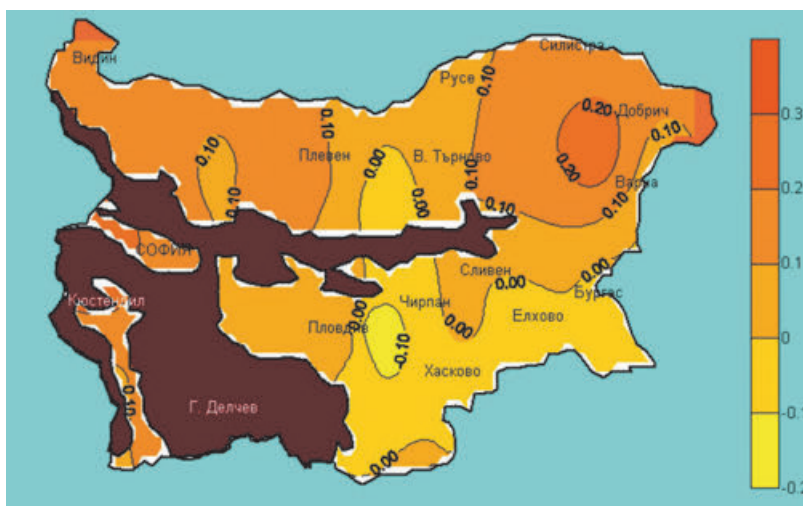 Силистра
Видин
Русе
0.10
0.20
Добрич
0.3
0.10
0.10
0.10
0.00
Плевен
В. Търново
0.20
0.2
0.10
0.10
Варна
0.00
0.10
0.10
СОФИЯ
0.1
Сливен
0.00
0.00
Кюстендил
Чирпан
Бургас
0.00
Пловдив
0.00
Елхово
0
-0.10
Хасково
0.10
Г. Делчев
-0.1
0.00
-0.2